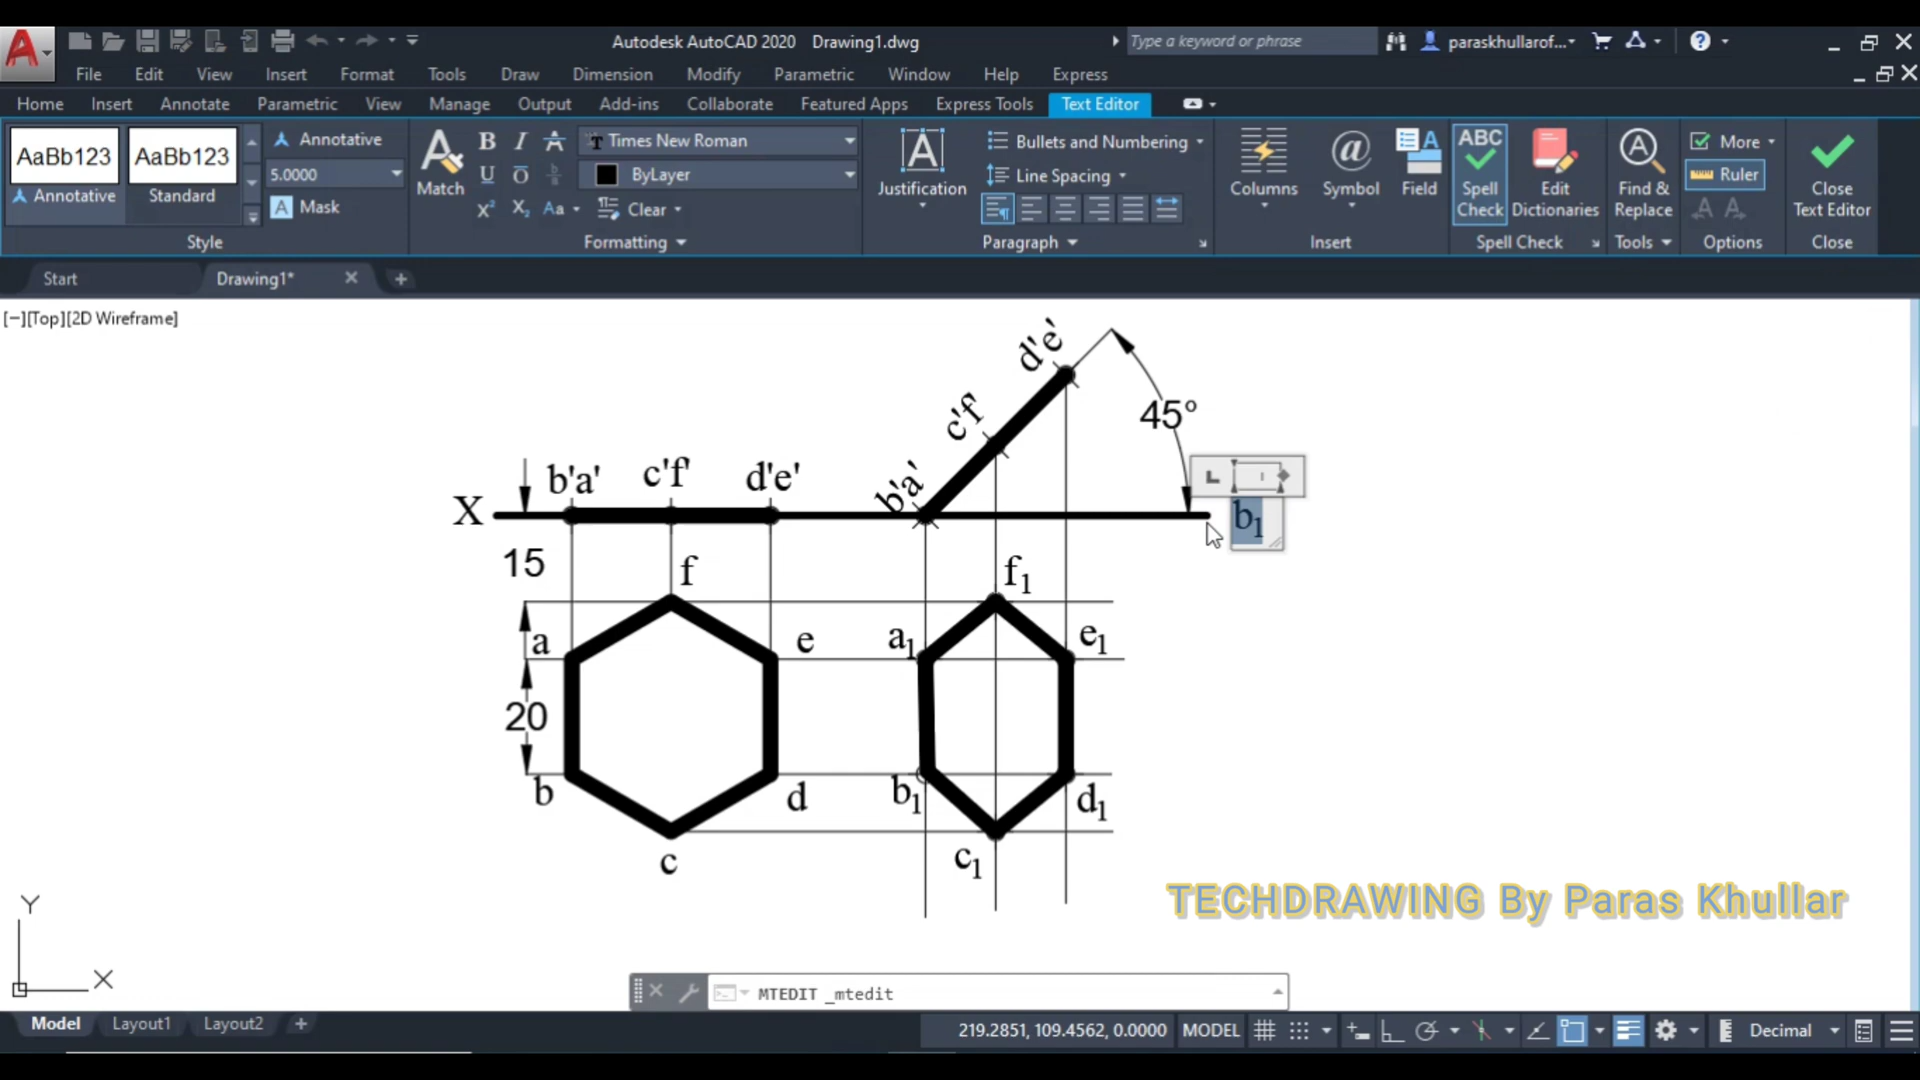 Autodesk AutoCAD 2020 Drawing1.dwg
Type a keyword or phrase
paraskhullarof...
File Edit View Insert Format Tools Draw Dimension Modify Parametric Window Help Express
Home Insert Annotate Parametric View Manage Output Add-ins Collaborate Featured Apps Express Tools Text Editor
AaBb123 AaBb123
Annotative Standard
Annotative
5.0000
Mask
Style
Match
B I A
Times New Roman
U O b/a
ByLayer
X² X₂ Aa
Clear
Formatting
A
Justification
Bullets and Numbering
Line Spacing
Paragraph
Columns
@
Symbol
Field
Insert
ABC
Spell Check
Edit Dictionaries
Spell Check
Find & Replace
Tools
More
Ruler
Options
Close Text Editor
Close
Start Drawing1*
[−][Top][2D Wireframe]
d'e'
c'f'
b'a'
45°
b'a' c'f' d'e'
X
b₁
15
f
f₁
a
e
a₁
e₁
20
b
d
b₁
d₁
c
c₁
TECHDRAWING By Paras Khullar
Y
X
MTEDIT _mtedit
Model Layout1 Layout2
219.2851, 109.4562, 0.0000 MODEL
Decimal